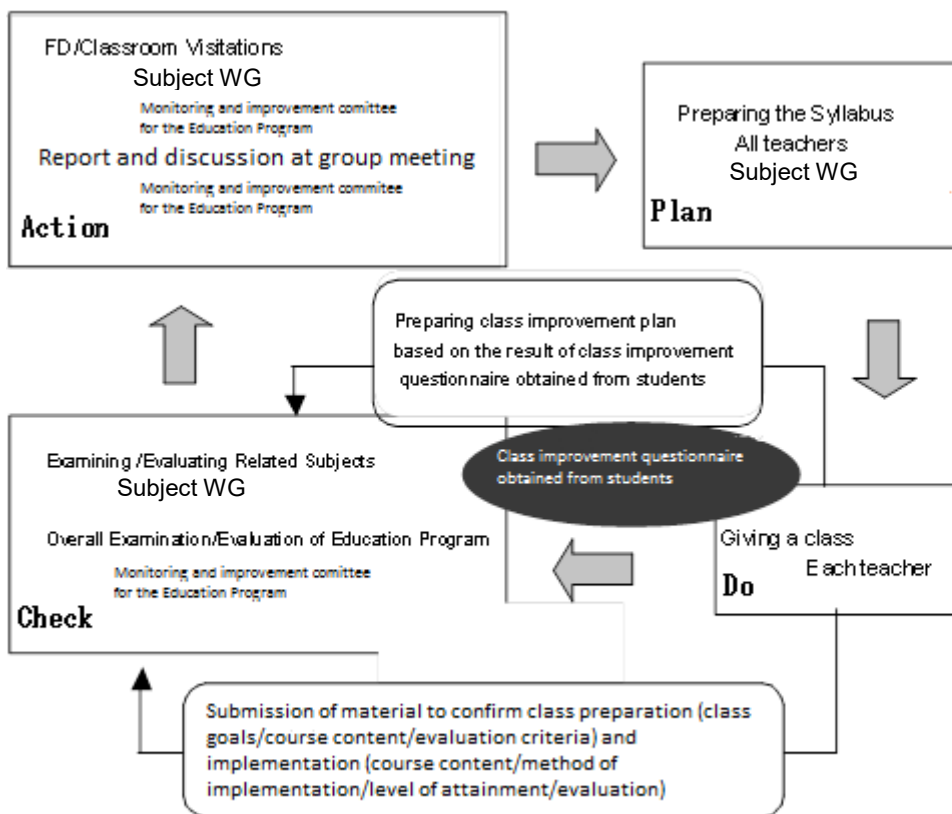 FD/Classroom Visitations
Subject WG
Monitoring and improvement comittee
for the Education Program
Report and discussion at group meeting
Monitoring and improvement commitee
for the Education Program
Action
Preparing the Syllabus
All teachers
Subject WG
Plan
Preparing class improvement plan
based on the result of class improvement
questionnaire obtained from students
Class improvement questionnaire
obtained from students
Examining /Evaluating Related Subjects
Subject WG
Overall Examination/Evaluation of Education Program
Monitoring and improvement comittee
for the Education Program
Check
Giving a class
Each teacher
Do
Submission of material to confirm class preparation (class
goals/course content/evaluation criteria) and
implementation (course content/method of
implementation/level of attainment/evaluation)